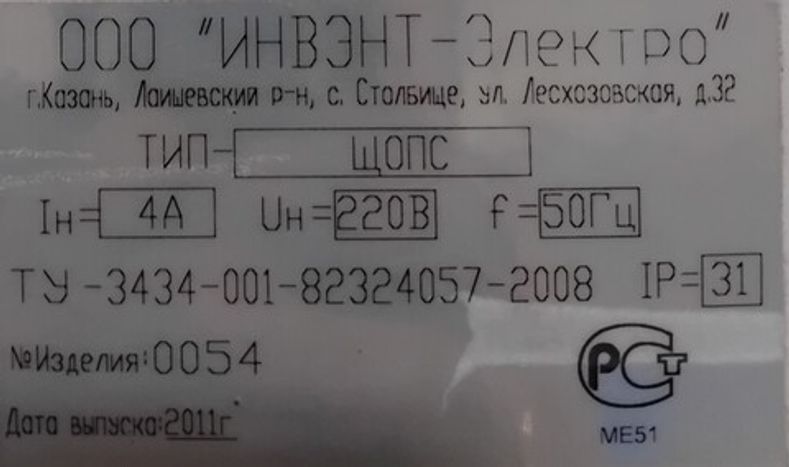 ООО "ИНВЭНТ-Электро"
г.Казань, Лаишевский р-н, с. Столбище, ул. Лесхозовская, д.32
ТИП- ЩОПС
Iн= 4А Uн= 220В f= 50Гц
ТУ -3434-001-82324057-2008 IP= 31
№Изделия: 0054
РСТ
Дата выпуска: 2011г
МЕ51